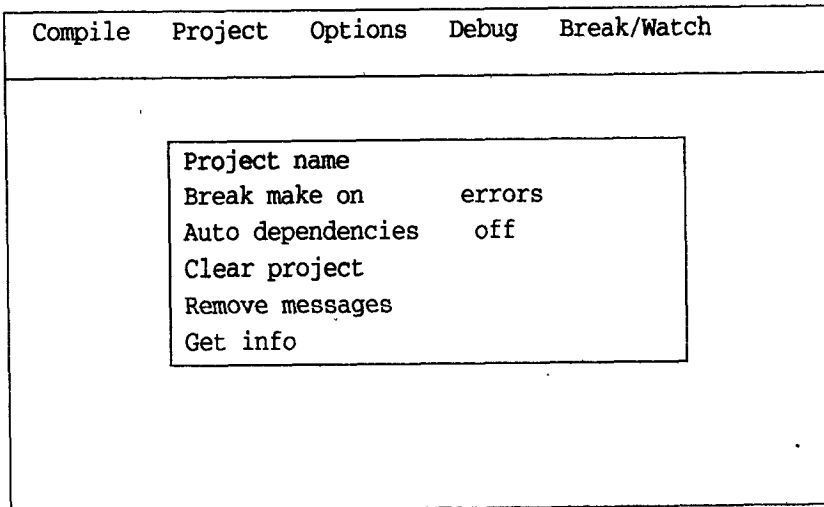 Compile Project Options Debug Break/Watch
Project name
Break make on errors
Auto dependencies off
Clear project
Remove messages
Get info